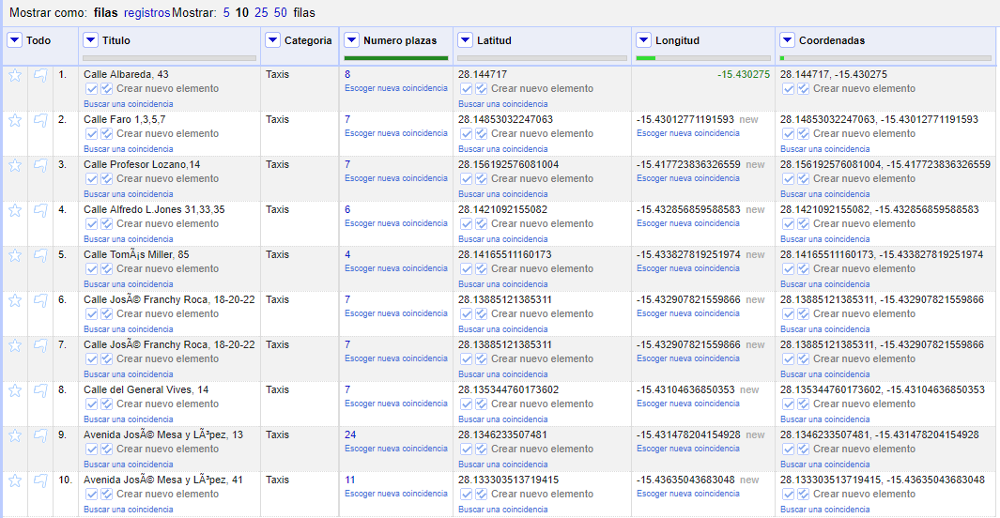 Mostrar como: filas registros Mostrar: 5 10 25 50 filas
Todo Titulo Categoria Numero plazas Latitud Longitud Coordenadas
1. Calle Albareda, 43 Taxis 8 28.144717 -15.430275 28.144717, -15.430275
Crear nuevo elemento Escoger nueva coincidencia Crear nuevo elemento Crear nuevo elemento
Buscar una coincidencia Buscar una coincidencia Buscar una coincidencia
2. Calle Faro 1,3,5,7 Taxis 7 28.14853032247063 -15.43012771191593 new 28.14853032247063, -15.43012771191593
Crear nuevo elemento Escoger nueva coincidencia Crear nuevo elemento Escoger nueva coincidencia Crear nuevo elemento
Buscar una coincidencia Buscar una coincidencia Buscar una coincidencia
3. Calle Profesor Lozano,14 Taxis 7 28.156192576081004 -15.417723836326559 new 28.156192576081004, -15.417723836326559
Crear nuevo elemento Escoger nueva coincidencia Crear nuevo elemento Escoger nueva coincidencia Crear nuevo elemento
Buscar una coincidencia Buscar una coincidencia Buscar una coincidencia
4. Calle Alfredo L.Jones 31,33,35 Taxis 6 28.1421092155082 -15.432856859588583 new 28.1421092155082, -15.432856859588583
Crear nuevo elemento Escoger nueva coincidencia Crear nuevo elemento Escoger nueva coincidencia Crear nuevo elemento
Buscar una coincidencia Buscar una coincidencia Buscar una coincidencia
5. Calle TomÃ¡s Miller, 85 Taxis 4 28.14165511160173 -15.433827819251974 new 28.14165511160173, -15.433827819251974
Crear nuevo elemento Escoger nueva coincidencia Crear nuevo elemento Escoger nueva coincidencia Crear nuevo elemento
Buscar una coincidencia Buscar una coincidencia Buscar una coincidencia
6. Calle JosÃ© Franchy Roca, 18-20-22 Taxis 7 28.13885121385311 -15.432907821559866 new 28.13885121385311, -15.432907821559866
Crear nuevo elemento Escoger nueva coincidencia Crear nuevo elemento Escoger nueva coincidencia Crear nuevo elemento
Buscar una coincidencia Buscar una coincidencia Buscar una coincidencia
7. Calle JosÃ© Franchy Roca, 18-20-22 Taxis 7 28.13885121385311 -15.432907821559866 new 28.13885121385311, -15.432907821559866
Crear nuevo elemento Escoger nueva coincidencia Crear nuevo elemento Escoger nueva coincidencia Crear nuevo elemento
Buscar una coincidencia Buscar una coincidencia Buscar una coincidencia
8. Calle del General Vives, 14 Taxis 7 28.135344760173602 -15.43104636850353 new 28.135344760173602, -15.43104636850353
Crear nuevo elemento Escoger nueva coincidencia Crear nuevo elemento Escoger nueva coincidencia Crear nuevo elemento
Buscar una coincidencia Buscar una coincidencia Buscar una coincidencia
9. Avenida JosÃ© Mesa y LÃ³pez, 13 Taxis 24 28.1346233507481 -15.431478204154928 new 28.1346233507481, -15.431478204154928
Crear nuevo elemento Escoger nueva coincidencia Crear nuevo elemento Escoger nueva coincidencia Crear nuevo elemento
Buscar una coincidencia Buscar una coincidencia Buscar una coincidencia
10. Avenida JosÃ© Mesa y LÃ³pez, 41 Taxis 11 28.133303513719415 -15.43635043683048 new 28.133303513719415, -15.43635043683048
Crear nuevo elemento Escoger nueva coincidencia Crear nuevo elemento Escoger nueva coincidencia Crear nuevo elemento
Buscar una coincidencia Buscar una coincidencia Buscar una coincidencia